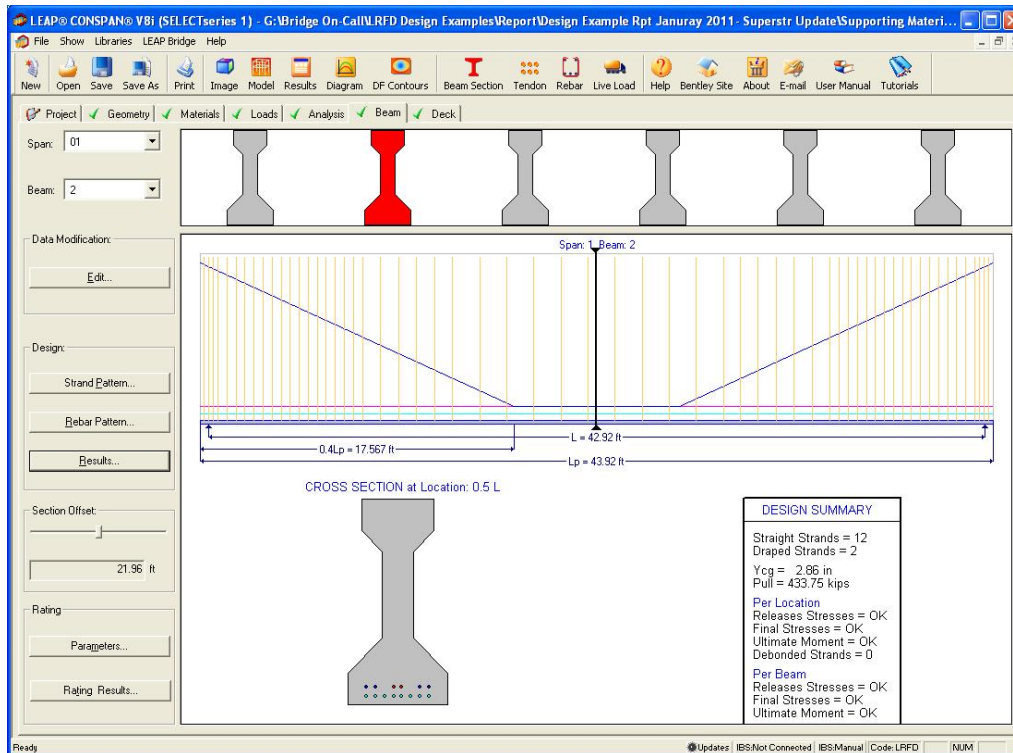 LEAP® CONSPAN® V8i (SELECTseries 1) - G:\Bridge On-Call\LRFD Design Examples\Report\Design Example Rpt Januray 2011- Superstr Update\Supporting Materi...
File Show Libraries LEAP Bridge Help
New Open Save Save As Print Image Model Results Diagram DF Contours Beam Section Tendon Rebar Live Load Help Bentley Site About E-mail User Manual Tutorials
Project Geometry Materials Loads Analysis Beam Deck
Span: 01
Beam: 2
Data Modification:
Edit...
Design:
Strand Pattern...
Rebar Pattern...
Results...
Section Offset:
21.96 ft
Rating
Parameters...
Rating Results...
Span: 1 Beam: 2
L = 42.92 ft
0.4Lp = 17.567 ft
Lp = 43.92 ft
CROSS SECTION at Location: 0.5 L
DESIGN SUMMARY
Straight Strands = 12
Draped Strands = 2
Ycg = 2.86 in
Pull = 433.75 kips
Per Location
Releases Stresses = OK
Final Stresses = OK
Ultimate Moment = OK
Debonded Strands = 0
Per Beam
Releases Stresses = OK
Final Stresses = OK
Ultimate Moment = OK
Ready Updates IBS:Not Connected IBS:Manual Code: LRFD NUM